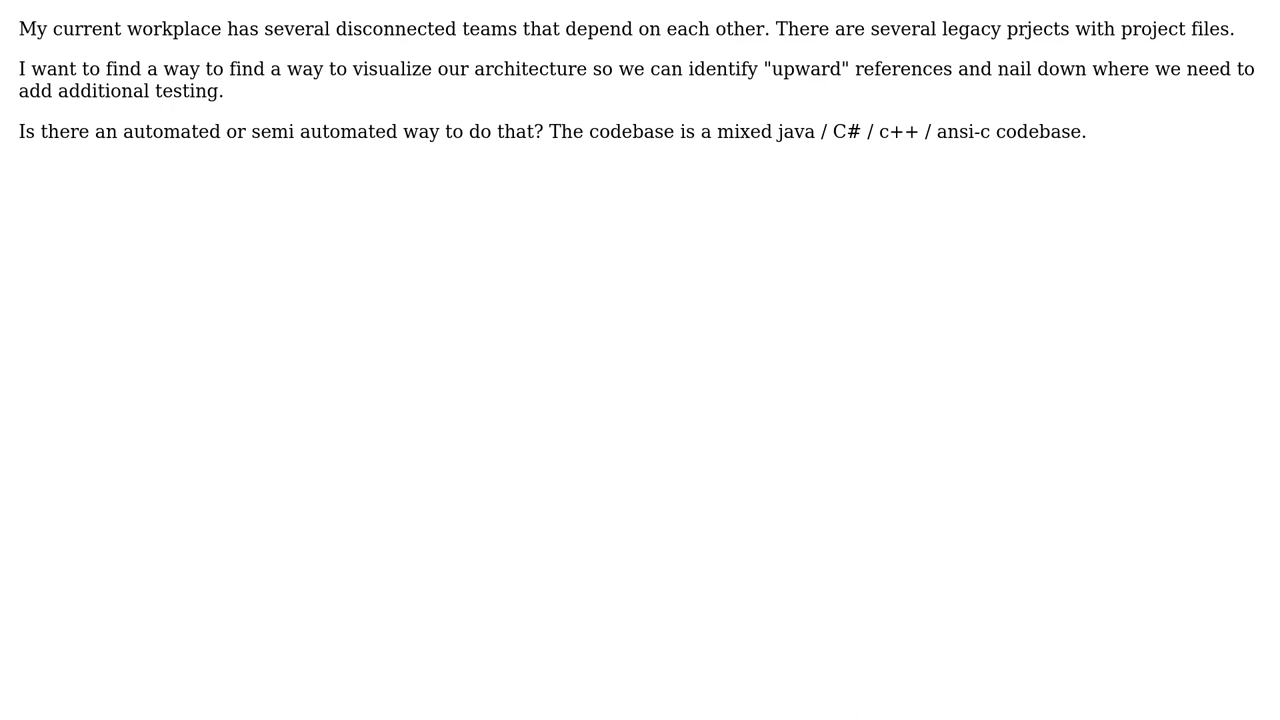 My current workplace has several disconnected teams that depend on each other. There are several legacy prjects with project files.
I want to find a way to find a way to visualize our architecture so we can identify "upward" references and nail down where we need to
add additional testing.
Is there an automated or semi automated way to do that? The codebase is a mixed java / C# / c++ / ansi-c codebase.